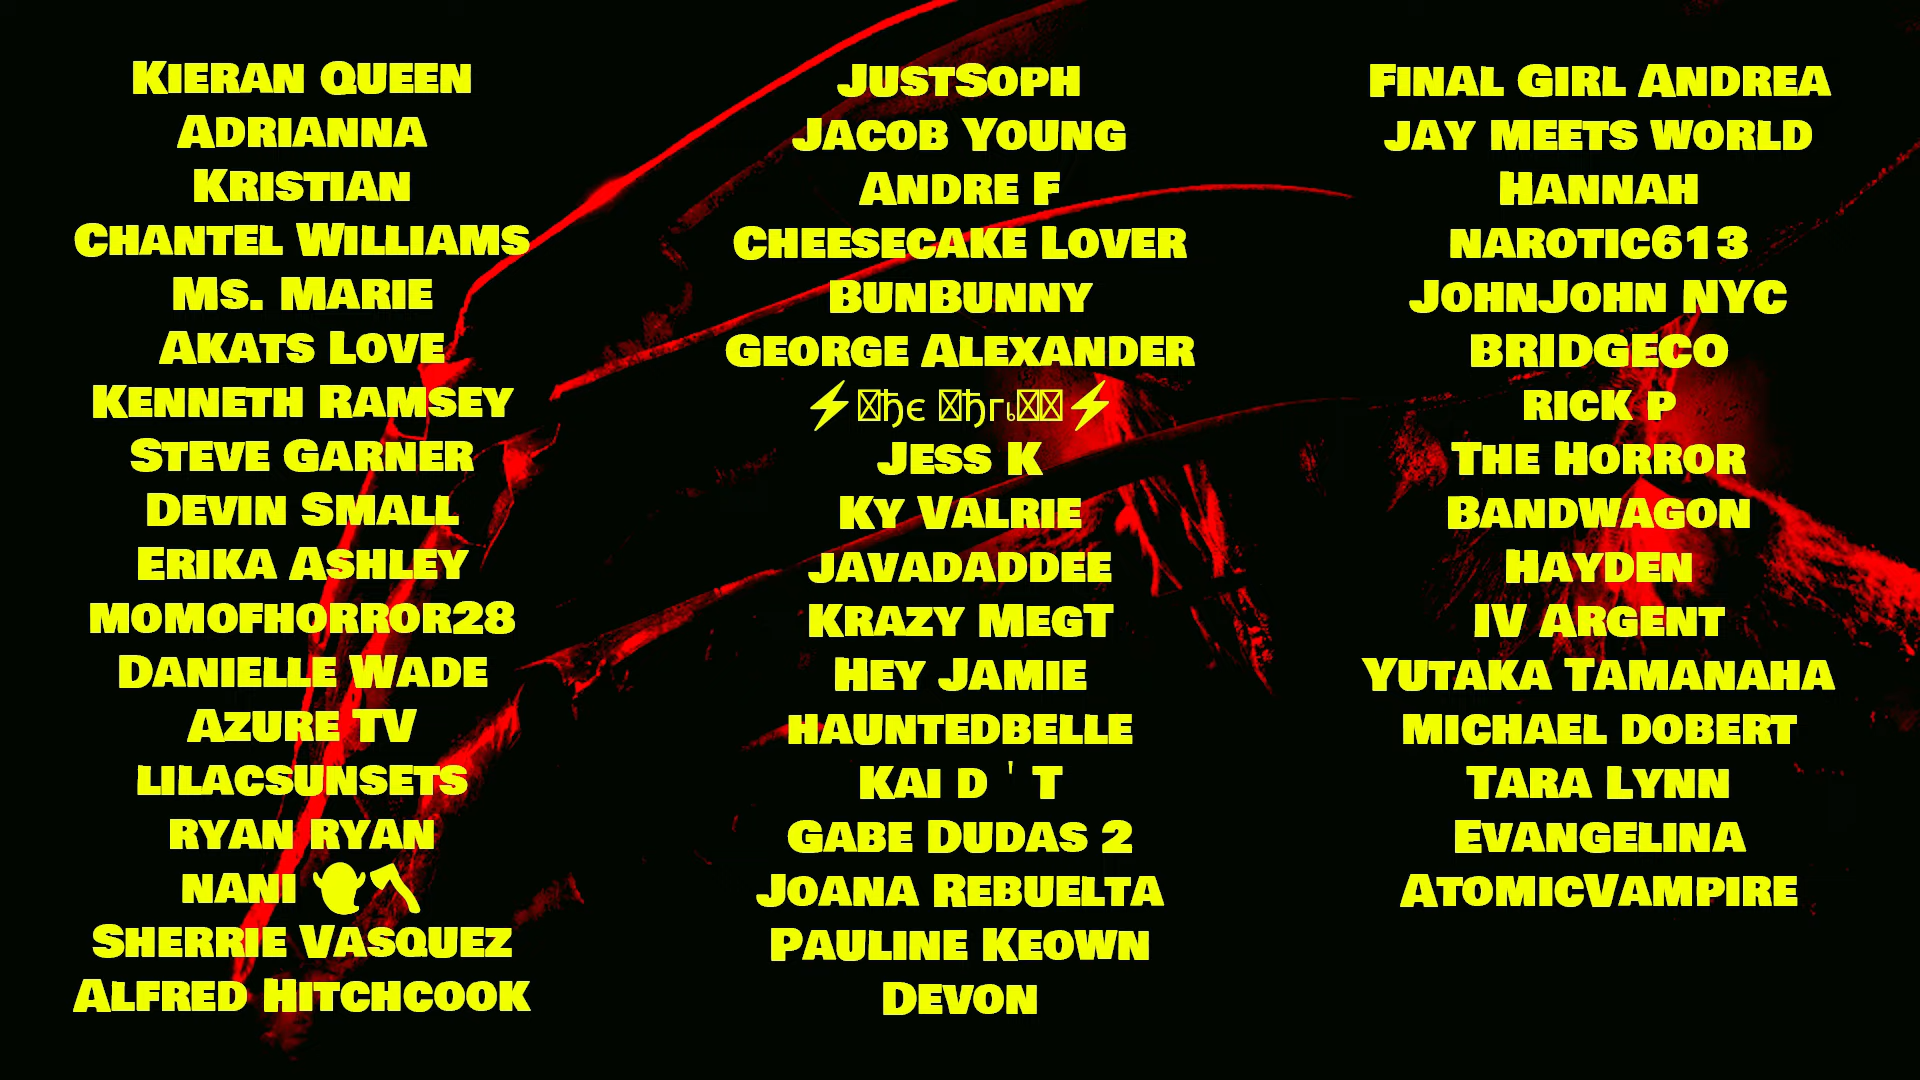 Kieran Queen
Adrianna
Kristian
Chantel Williams
Ms. Marie
Akats Love
Kenneth Ramsey
Steve Garner
Devin Small
Erika Ashley
momofhorror28
Danielle Wade
Azure TV
lilacsunsets
ryan ryan
nani
Sherrie Vasquez
Alfred Hitchcook
JustSoph
Jacob Young
Andre F
Cheesecake Lover
BunBunny
George Alexander
Jess K
Ky Valrie
javadaddee
Krazy MegT
Hey Jamie
hauntedbelle
Kai D ' T
Gabe Dudas 2
Joana Rebuelta
Pauline Keown
Devon
Final Girl Andrea
jay meets world
Hannah
narotic613
JohnJohn NYC
BRIDGECO
rick p
The Horror
Bandwagon
Hayden
IV Argent
Yutaka Tamanaha
michael dobert
Tara Lynn
Evangelina
AtomicVampire